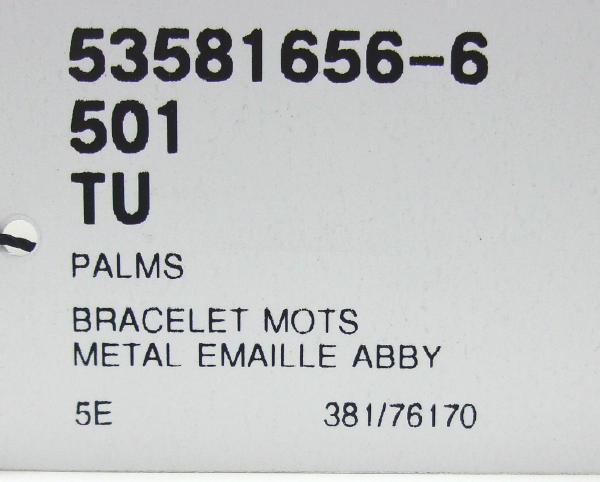 53581656-6
501
TU
PALMS
BRACELET MOTS
METAL EMAILLE ABBY
5E 381/76170